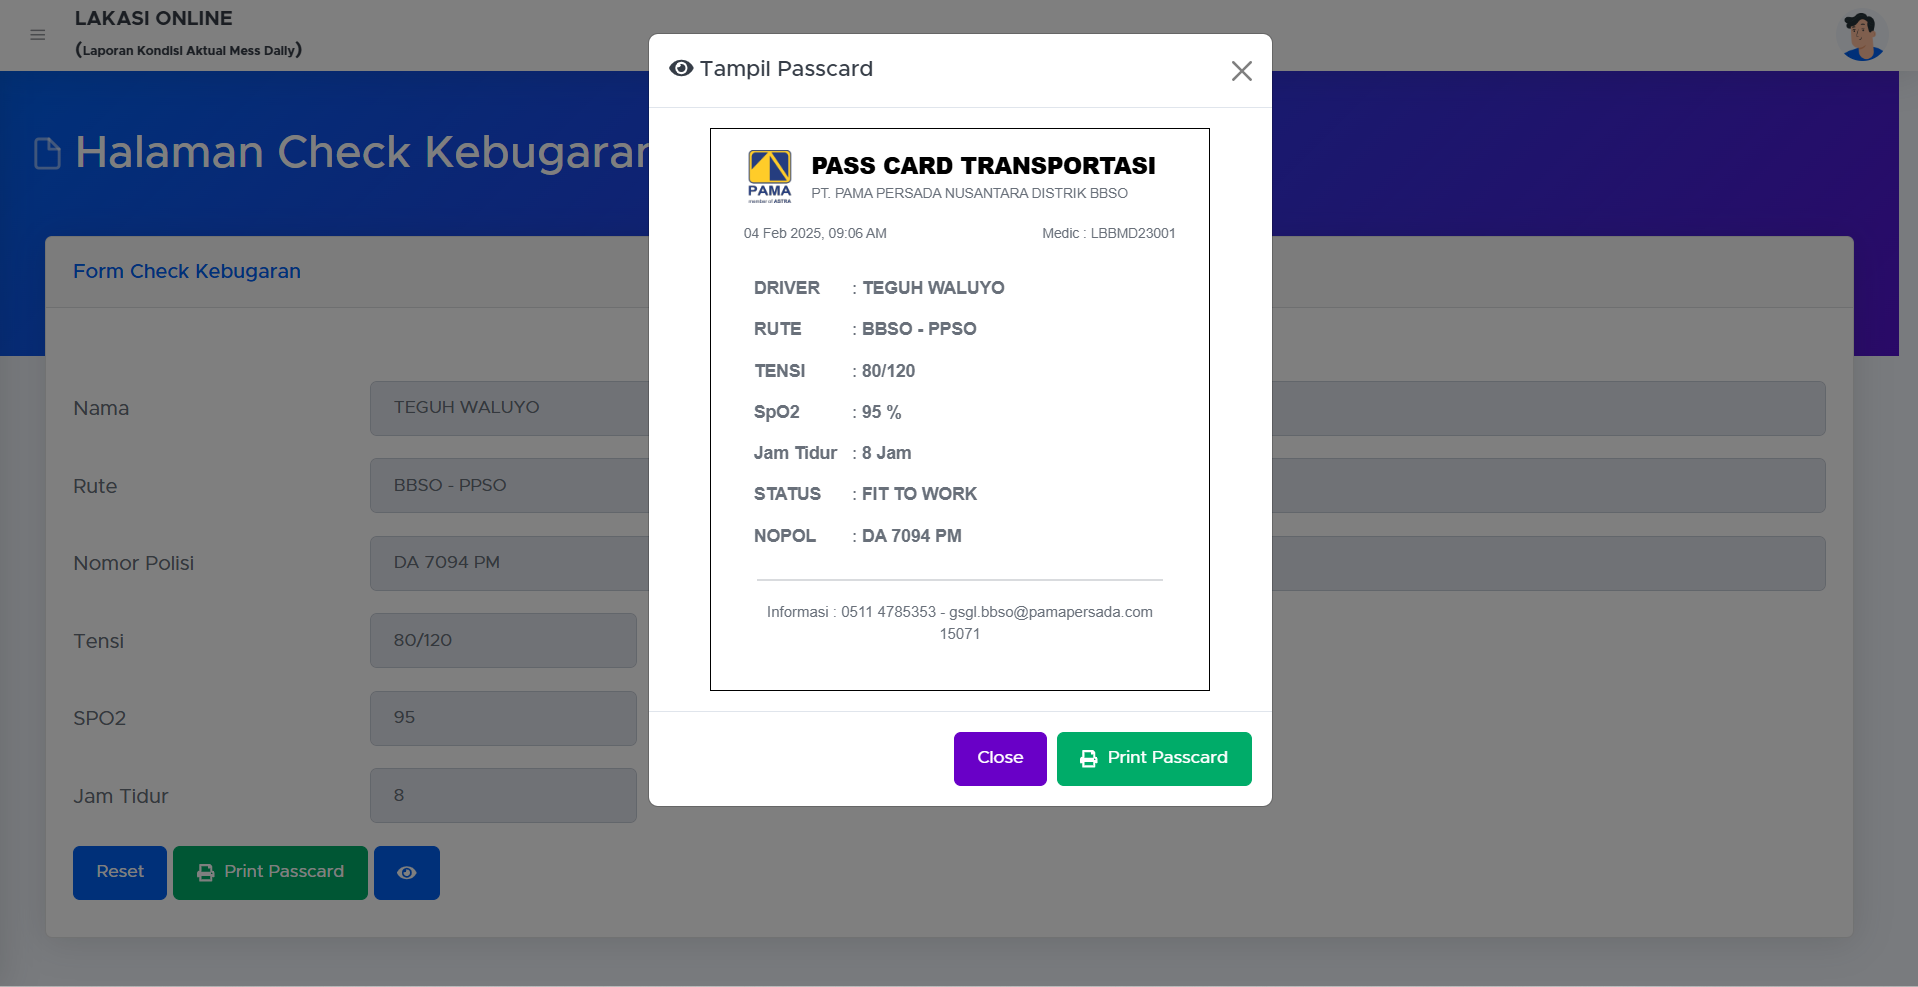 LAKASI ONLINE
(Laporan Kondisi Aktual Mess Daily)
Halaman Check Kebugaran
Form Check Kebugaran
Nama
TEGUH WALUYO
Rute
BBSO - PPSO
Nomor Polisi
DA 7094 PM
Tensi
80/120
SPO2
95
Jam Tidur
8
Reset
Print Passcard
Tampil Passcard
PAMA
member of ASTRA
PASS CARD TRANSPORTASI
PT. PAMA PERSADA NUSANTARA DISTRIK BBSO
04 Feb 2025, 09:06 AM
Medic : LBBMD23001
DRIVER : TEGUH WALUYO
RUTE : BBSO - PPSO
TENSI : 80/120
SpO2 : 95 %
Jam Tidur : 8 Jam
STATUS : FIT TO WORK
NOPOL : DA 7094 PM
Informasi : 0511 4785353 - gsgl.bbso@pamapersada.com
15071
Close
Print Passcard